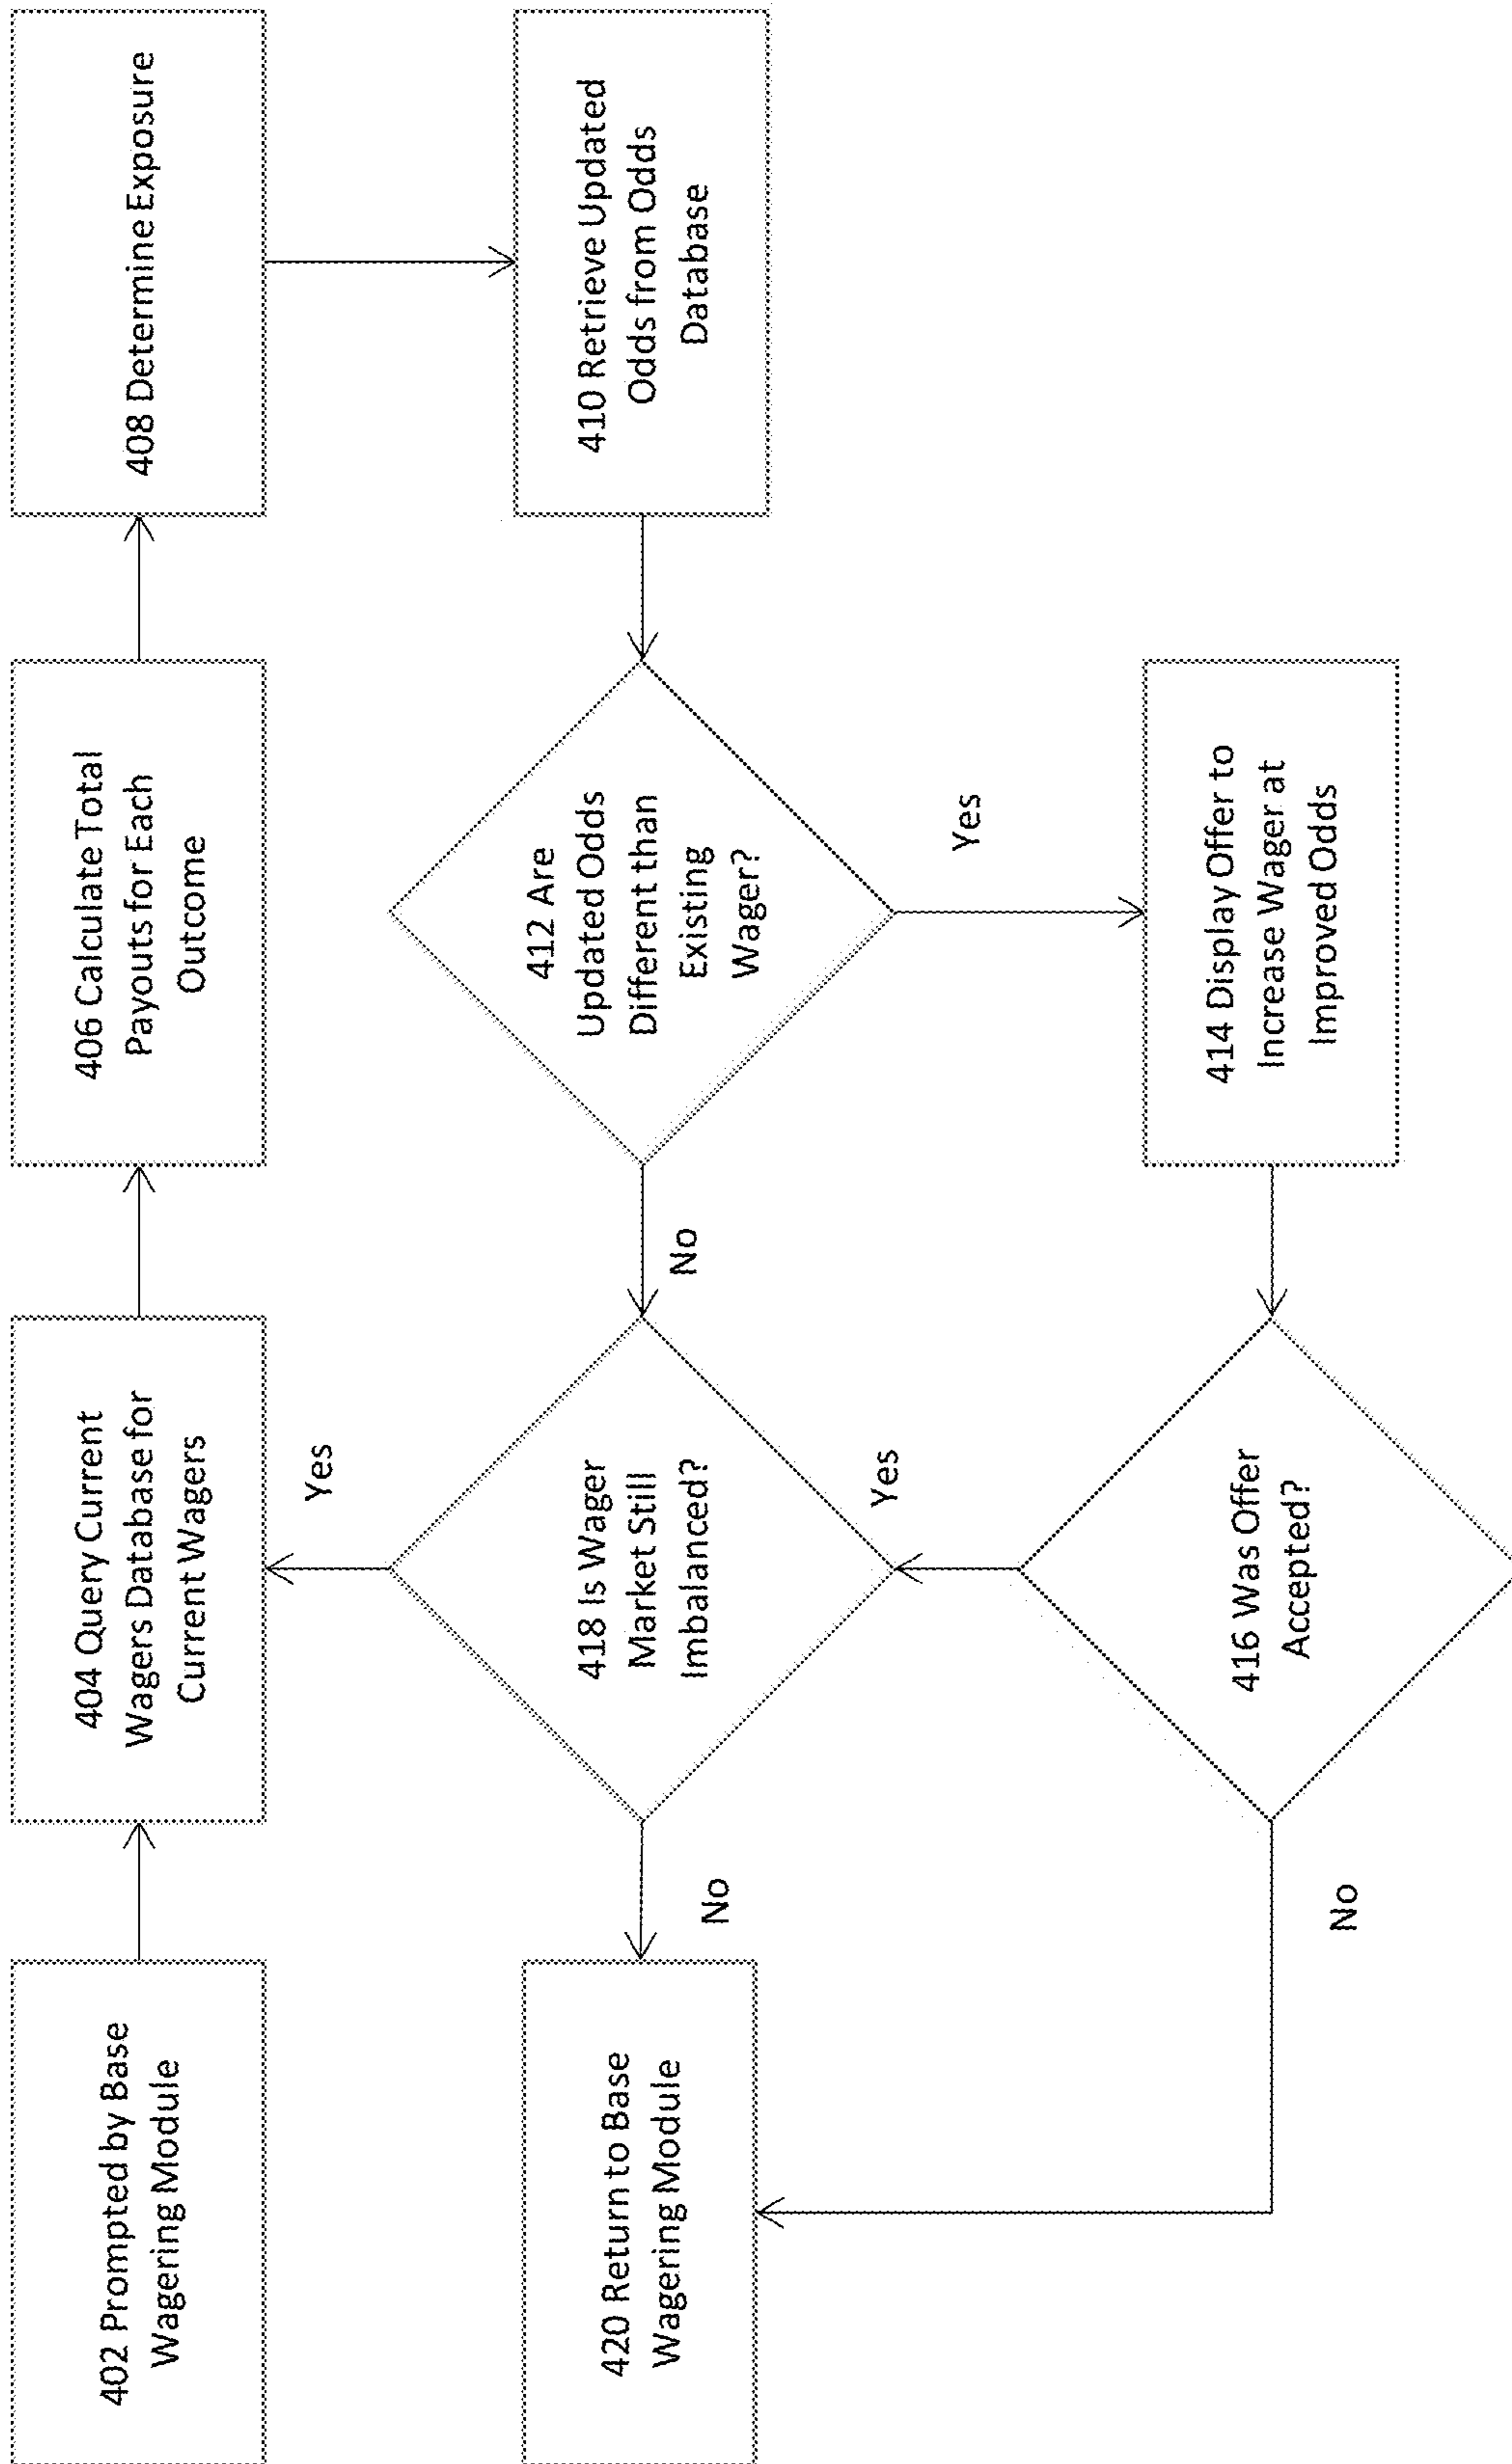 402 Prompted by Base
Wagering Module
404 Query Current
Wagers Database for
Current Wagers
406 Calculate Total
Payouts for Each
Outcome
408 Determine Exposure
410 Retrieve Updated
Odds from Odds
Database
412 Are
Updated Odds
Different than
Existing
Wager?
Yes
No
414 Display Offer to
Increase Wager at
Improved Odds
416 Was Offer
Accepted?
Yes
No
418 Is Wager
Market Still
Imbalanced?
Yes
No
420 Return to Base
Wagering Module